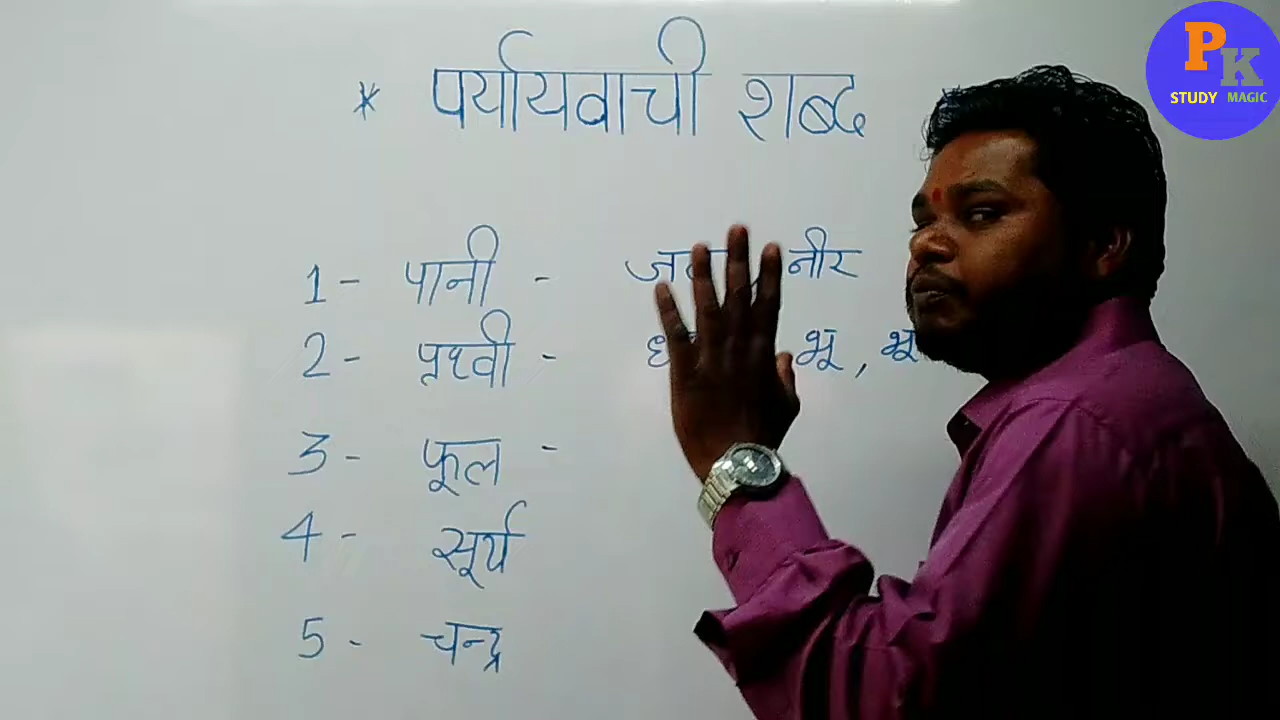 PK
STUDY MAGIC
* पर्यायवाची शब्द
1 - पानी - नीर
2 - पृथ्वी - भू,
3 - फूल -
4 - सूर्य
5 - चन्द्र